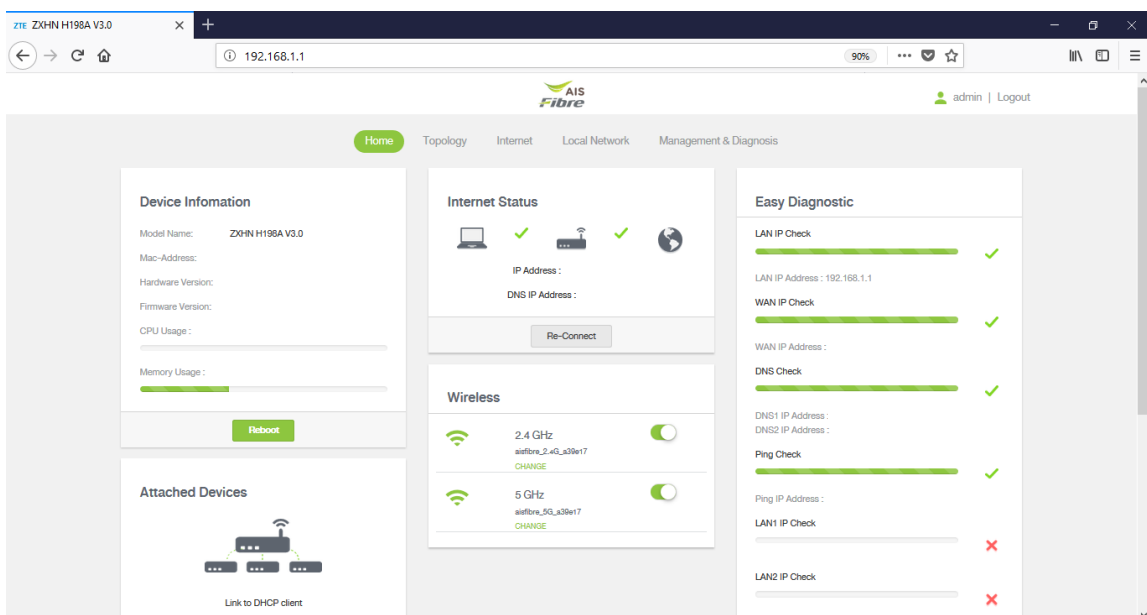 ZTE ZXHN H198A V3.0
192.168.1.1
90%
AIS
Fibre
admin | Logout
Home
Topology
Internet
Local Network
Management & Diagnosis
Device Infomation
Model Name: ZXHN H198A V3.0
Mac-Address:
Hardware Version:
Firmware Version:
CPU Usage :
Memory Usage :
Reboot
Attached Devices
Link to DHCP client
Internet Status
IP Address :
DNS IP Address :
Re-Connect
Wireless
2.4 GHz
aisfibre_2.4G_a39e17
CHANGE
5 GHz
aisfibre_5G_a39e17
CHANGE
Easy Diagnostic
LAN IP Check
LAN IP Address : 192.168.1.1
WAN IP Check
WAN IP Address :
DNS Check
DNS1 IP Address :
DNS2 IP Address :
Ping Check
Ping IP Address :
LAN1 IP Check
LAN2 IP Check